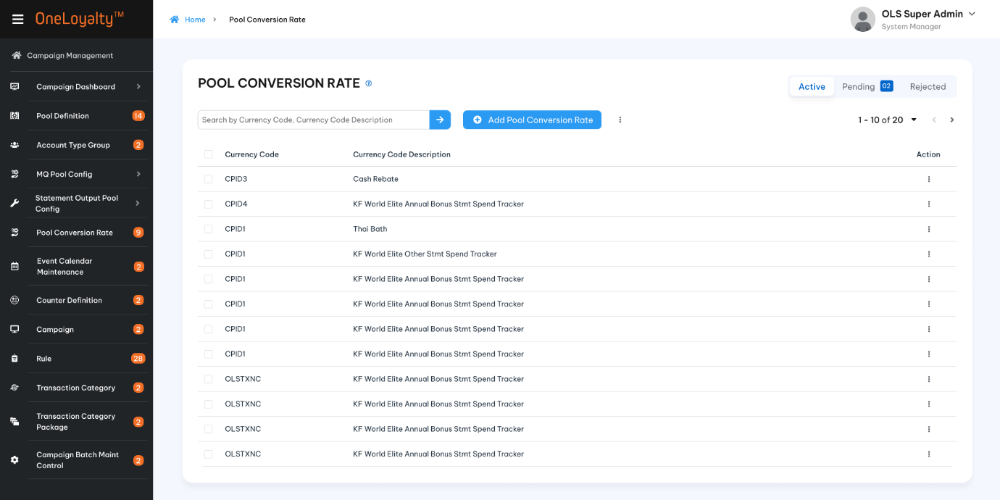 OneLoyalty™
Home > Pool Conversion Rate
OLS Super Admin
System Manager
Campaign Management
Campaign Dashboard
Pool Definition 14
Account Type Group 2
MQ Pool Config
Statement Output Pool
Config
Pool Conversion Rate 9
Event Calendar
Maintenance 2
Counter Definition 2
Campaign 2
Rule 28
Transaction Category 2
Transaction Category
Package 2
Campaign Batch Maint
Control 2
POOL CONVERSION RATE ?
Active Pending 02 Rejected
Search by Currency Code, Currency Code Description
Add Pool Conversion Rate
1 - 10 of 20
Currency Code Currency Code Description Action
CPID3 Cash Rebate
CPID4 KF World Elite Annual Bonus Stmt Spend Tracker
CPID1 Thai Bath
CPID1 KF World Elite Other Stmt Spend Tracker
CPID1 KF World Elite Annual Bonus Stmt Spend Tracker
CPID1 KF World Elite Annual Bonus Stmt Spend Tracker
CPID1 KF World Elite Annual Bonus Stmt Spend Tracker
CPID1 KF World Elite Annual Bonus Stmt Spend Tracker
OLSTXNC KF World Elite Annual Bonus Stmt Spend Tracker
OLSTXNC KF World Elite Annual Bonus Stmt Spend Tracker
OLSTXNC KF World Elite Annual Bonus Stmt Spend Tracker
OLSTXNC KF World Elite Annual Bonus Stmt Spend Tracker